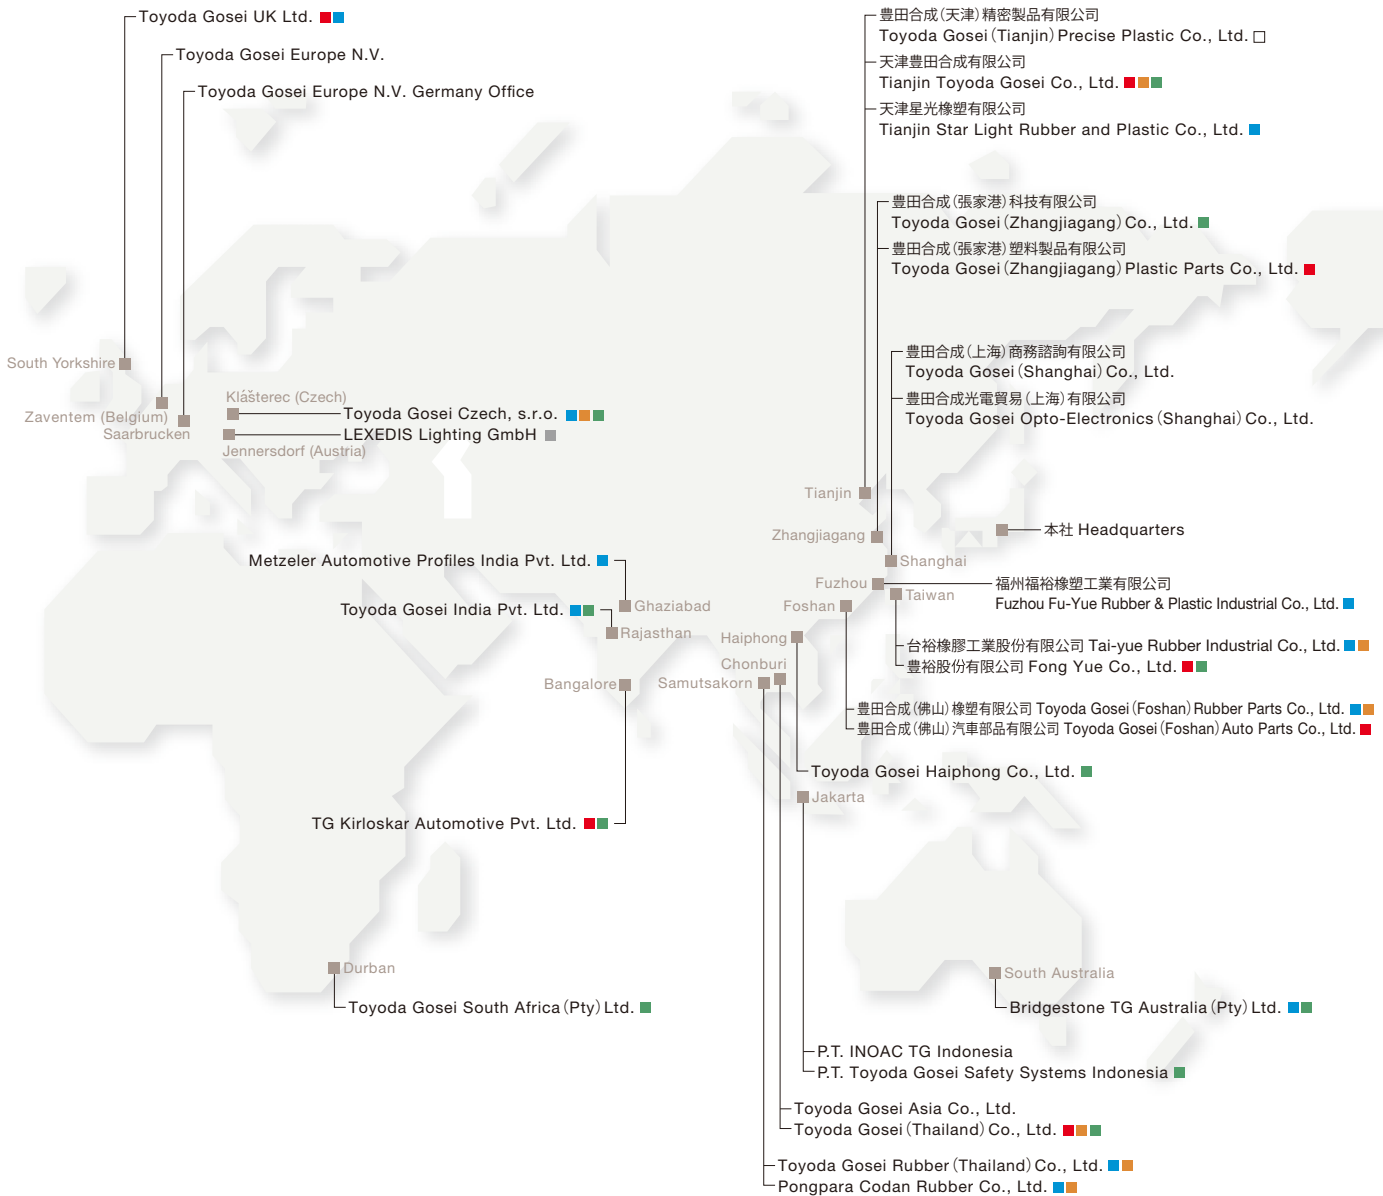 Toyoda Gosei UK Ltd.
Toyoda Gosei Europe N.V.
Toyoda Gosei Europe N.V. Germany Office
豊田合成(天津)精密製品有限公司
Toyoda Gosei (Tianjin) Precise Plastic Co., Ltd.
天津豊田合成有限公司
Tianjin Toyoda Gosei Co., Ltd.
天津星光橡塑有限公司
Tianjin Star Light Rubber and Plastic Co., Ltd.
豊田合成(張家港)科技有限公司
Toyoda Gosei (Zhangjiagang) Co., Ltd.
豊田合成(張家港)塑料製品有限公司
Toyoda Gosei (Zhangjiagang) Plastic Parts Co., Ltd.
豊田合成(上海)商務諮詢有限公司
Toyoda Gosei (Shanghai) Co., Ltd.
豊田合成光電貿易(上海)有限公司
Toyoda Gosei Opto-Electronics (Shanghai) Co., Ltd.
South Yorkshire
Zaventem (Belgium)
Saarbrucken
Klášterec (Czech)
Toyoda Gosei Czech, s.r.o.
LEXEDIS Lighting GmbH
Jennersdorf (Austria)
Tianjin
Zhangjiagang
本社 Headquarters
Shanghai
Metzeler Automotive Profiles India Pvt. Ltd.
Ghaziabad
Toyoda Gosei India Pvt. Ltd.
Rajasthan
Bangalore
Fuzhou
福州福裕橡塑工業有限公司
Fuzhou Fu-Yue Rubber & Plastic Industrial Co., Ltd.
Taiwan
Foshan
Haiphong
Chonburi
Samutsakorn
台裕橡膠工業股份有限公司 Tai-yue Rubber Industrial Co., Ltd.
豊裕股份有限公司 Fong Yue Co., Ltd.
豊田合成(佛山)橡塑有限公司 Toyoda Gosei (Foshan) Rubber Parts Co., Ltd.
豊田合成(佛山)汽車部品有限公司 Toyoda Gosei (Foshan) Auto Parts Co., Ltd.
Toyoda Gosei Haiphong Co., Ltd.
Jakarta
TG Kirloskar Automotive Pvt. Ltd.
Durban
Toyoda Gosei South Africa (Pty) Ltd.
South Australia
Bridgestone TG Australia (Pty) Ltd.
P.T. INOAC TG Indonesia
P.T. Toyoda Gosei Safety Systems Indonesia
Toyoda Gosei Asia Co., Ltd.
Toyoda Gosei (Thailand) Co., Ltd.
Toyoda Gosei Rubber (Thailand) Co., Ltd.
Pongpara Codan Rubber Co., Ltd.